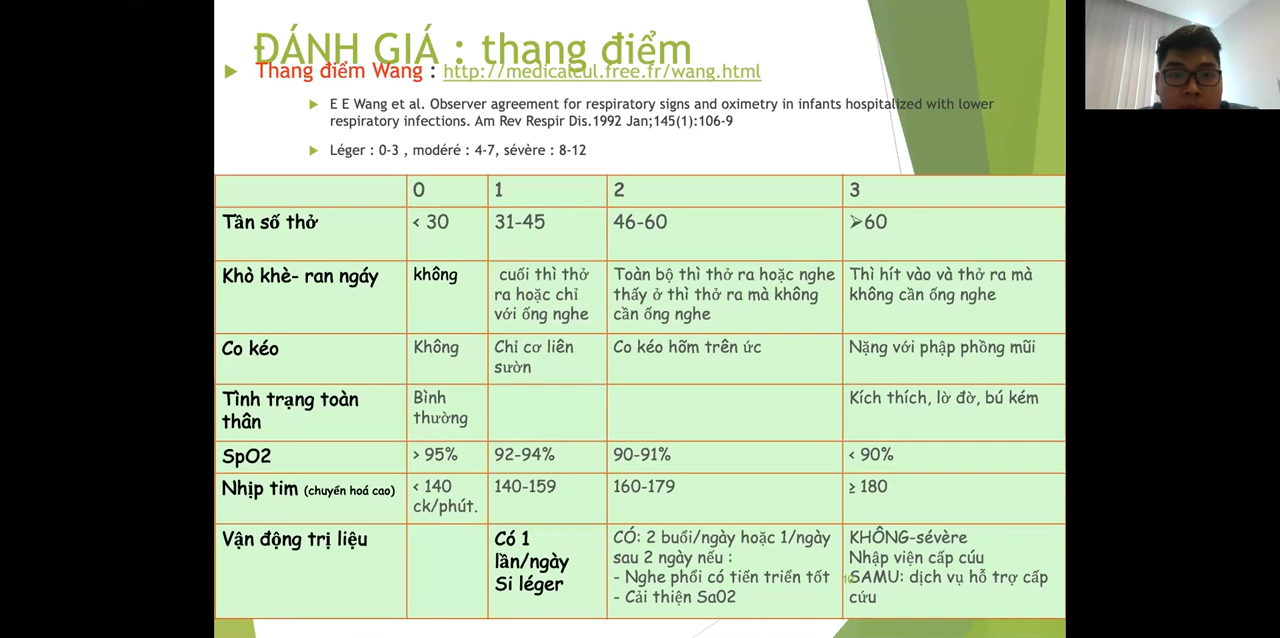 ĐÁNH GIÁ : thang điểm
Thang điểm Wang : http://medicalcul.free.fr/wang.html
E E Wang et al. Observer agreement for respiratory signs and oximetry in infants hospitalized with lower
respiratory infections. Am Rev Respir Dis.1992 Jan;145(1):106-9
Léger : 0-3 , modéré : 4-7, sévère : 8-12
0 1 2 3
Tần số thở < 30 31-45 46-60 ➢60
Khò khè- ran ngáy
không
cuối thì thở
ra hoặc chỉ
với ống nghe
Toàn bộ thì thở ra hoặc nghe
thấy ở thì thở ra mà không
cần ống nghe
Thì hít vào và thở ra mà
không cần ống nghe
Co kéo
Không
Chỉ cơ liên
sườn
Co kéo hõm trên ức
Nặng với phập phồng mũi
Tình trạng toàn
thân
Bình
thường
Kích thích, lờ đờ, bú kém
SpO2 > 95% 92-94% 90-91% < 90%
Nhịp tim (chuyển hoá cao)
< 140
ck/phút.
140-159
160-179
≥ 180
Vận động trị liệu
Có 1
lần/ngày
Si léger
CÓ: 2 buổi/ngày hoặc 1/ngày
sau 2 ngày nếu :
- Nghe phổi có tiến triển tốt
- Cải thiện Sa02
KHÔNG-sévère
Nhập viện cấp cúu
SAMU: dịch vụ hỗ trợ cấp
cứu